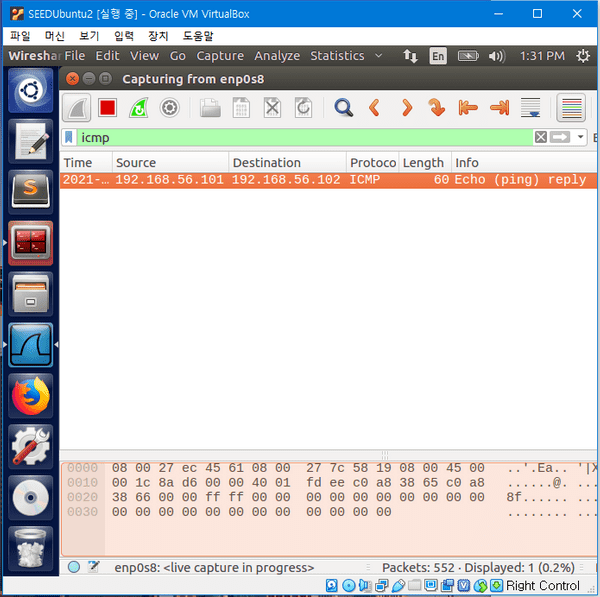 SEEDUbuntu2 [실행 중] - Oracle VM VirtualBox
파일 머신 보기 입력 장치 도움말
Wireshar File Edit View Go Capture Analyze Statistics En 1:31 PM
Capturing from enp0s8
icmp
Time Source Destination Protoco Length Info
2021-... 192.168.56.101 192.168.56.102 ICMP 60 Echo (ping) reply
0000 08 00 27 ec 45 61 08 00 27 7c 58 19 08 00 45 00 ..'.Ea.. '|X
0010 00 1c 8a d6 00 00 40 01 fd ee c0 a8 38 65 c0 a8 ......@. ....
0020 38 66 00 00 ff ff 00 00 00 00 00 00 00 00 00 00 8f...... ....
0030 00 00 00 00 00 00 00 00 00 00 00 00 ........ ....
enp0s8: <live capture in progress> Packets: 552 · Displayed: 1 (0.2%)
Right Control